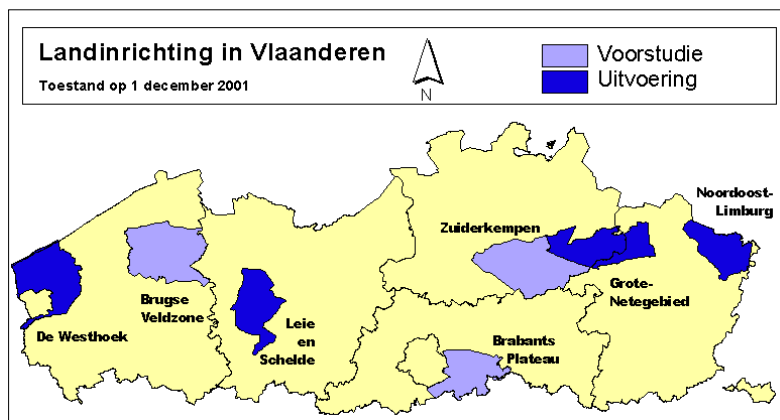 Landinrichting in Vlaanderen
Toestand op 1 december 2001
N
Voorstudie
Uitvoering
Noordoost-
Limburg
Zuiderkempen
Grote-
Netegebied
Brugse
Veldzone
De Westhoek
Leie
en
Schelde
Brabants
Plateau